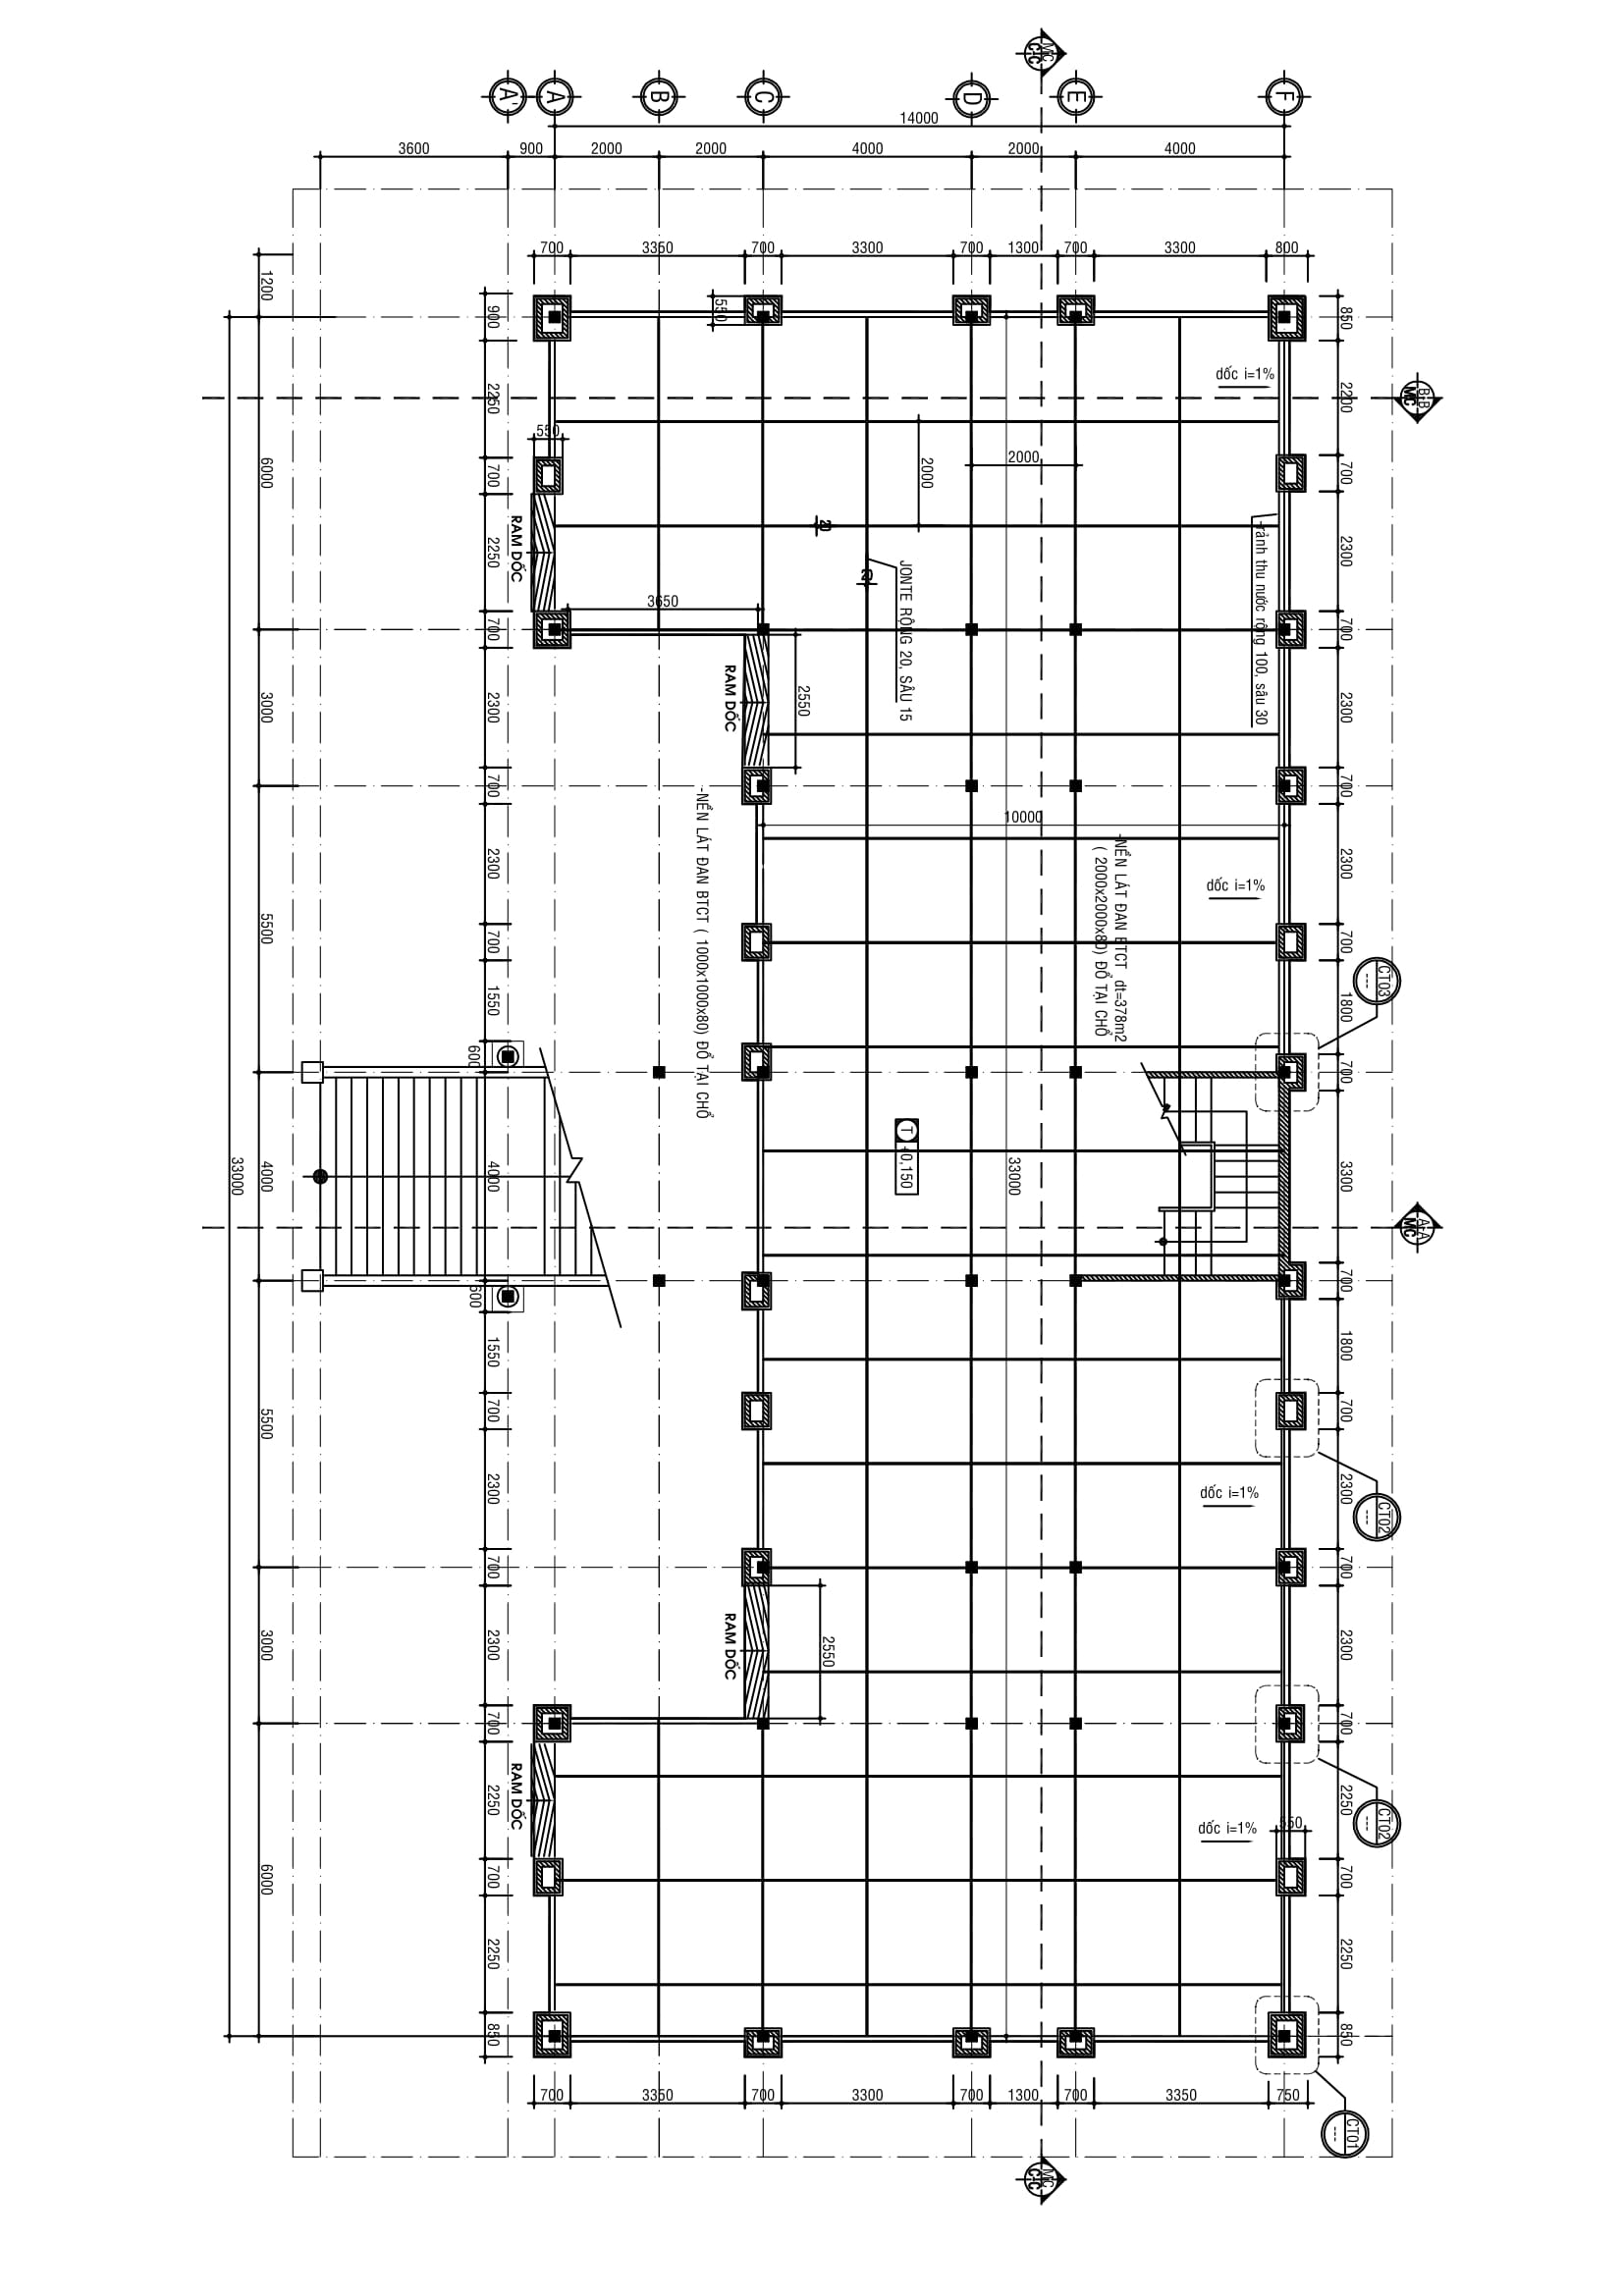 MC
C-C
A'
A
B
C
D
E
F
14000
3600
900
2000
2000
4000
2000
4000
700
3350
700
3300
700
1300
700
3300
800
1200
900
550
850
dốc i=1%
B-B
MC
2250
2200
550
6000
700
2000
2000
700
RAM DỐC
2250
20
20
JONTE RỘNG 20, SÂU 15
-rảnh thu nước rộng 100, sâu 30
2300
3650
700
700
3000
2300
RAM DỐC
2550
2300
700
700
-NỀN LÁT ĐAN BTCT ( 1000x1000x80) ĐỔ TẠI CHỔ
10000
-NỀN LÁT ĐAN BTCT dt=378m2
( 2000x2000x80) ĐỔ TẠI CHỔ
dốc i=1%
2300
2300
5500
700
700
CT03
---
1550
1800
600
700
T
+0,150
33000
4000
4000
33000
3300
A-A
MC
600
700
1550
1800
5500
700
700
CT02
---
2300
dốc i=1%
2300
700
700
3000
2300
RAM DỐC
2550
2300
700
700
CT02
---
RAM DỐC
2250
dốc i=1%
550
2250
6000
700
700
2250
2250
850
850
700
3350
700
3300
700
1300
700
3350
750
CT01
---
MC
C-C